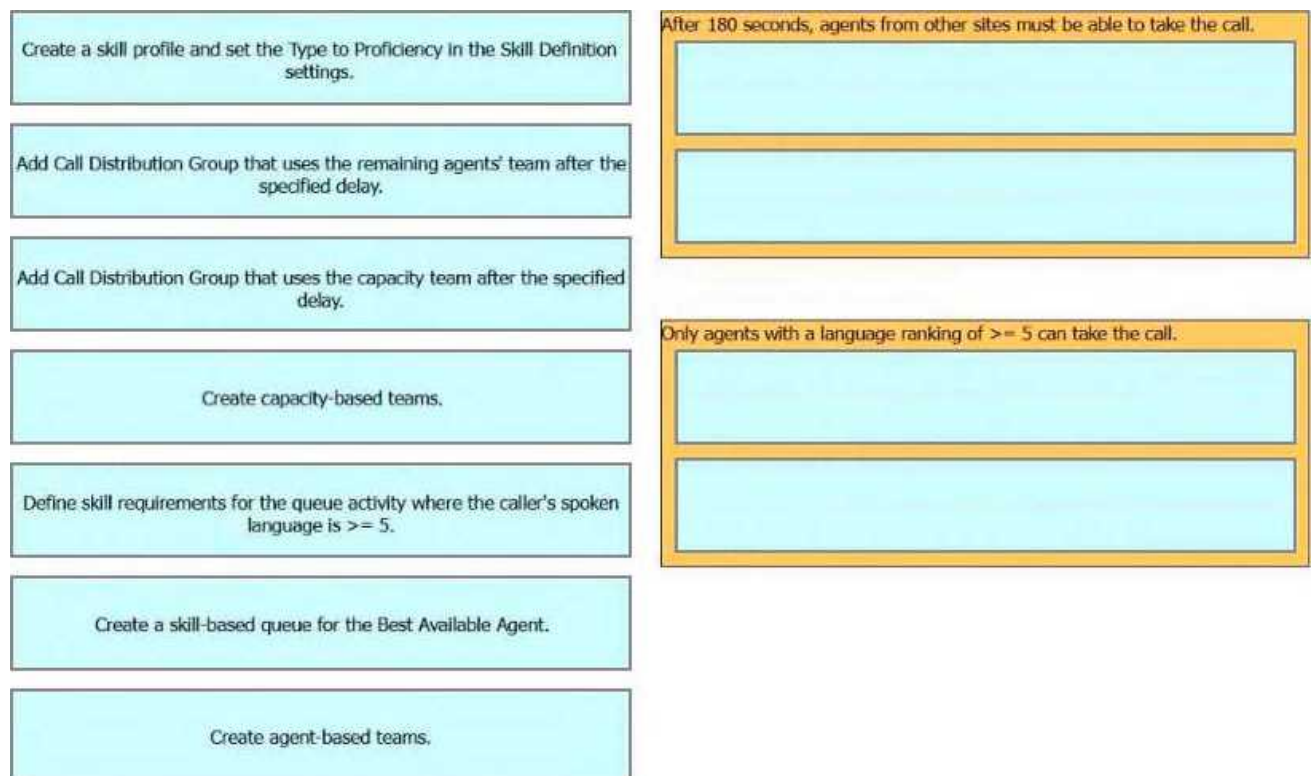 Create a skill profile and set the Type to Proficiency in the Skill Definition
settings.
Add Call Distribution Group that uses the remaining agents' team after the
specified delay.
Add Call Distribution Group that uses the capacity team after the specified
delay.
Create capacity-based teams.
Define skill requirements for the queue activity where the caller's spoken
language is >= 5.
Create a skill-based queue for the Best Available Agent.
Create agent-based teams.
After 180 seconds, agents from other sites must be able to take the call.
Only agents with a language ranking of >= 5 can take the call.